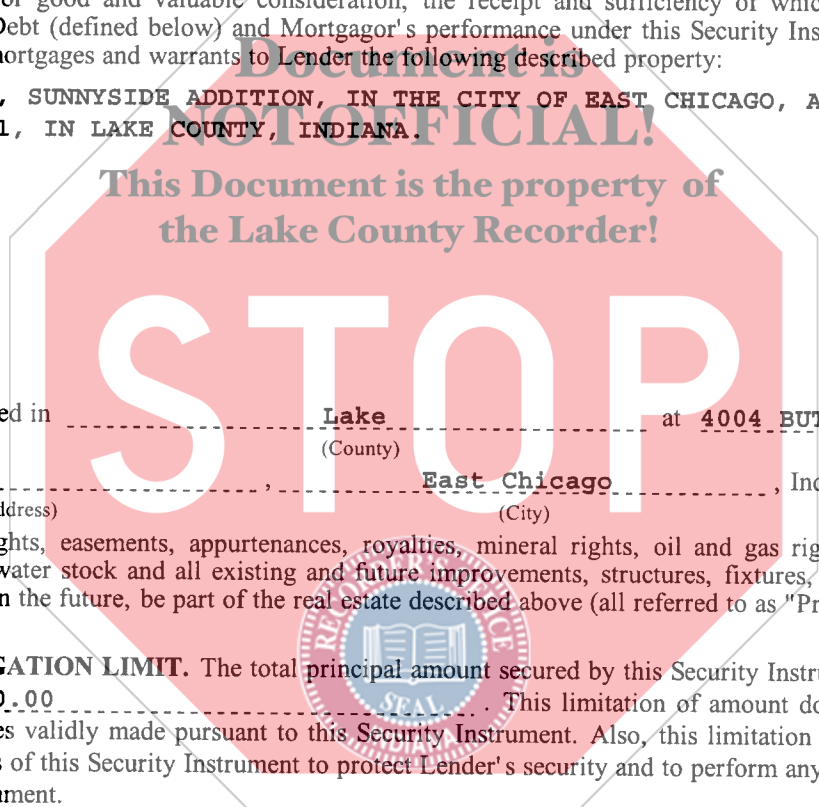 or good and valuable consideration, the receipt and sufficiency of which
Debt (defined below) and Mortgagor's performance under this Security Ins
mortgages and warrants to Lender the following described property:
Document is
, SUNNYSIDE ADDITION, IN THE CITY OF EAST CHICAGO, A
1, IN LAKE COUNTY, INDIANA.
NOT OFFICIAL!
This Document is the property of
the Lake County Recorder!
STOP
ed in Lake at 4004 BUT
(County)
, East Chicago, Ind
ddress) (City)
ghts, easements, appurtenances, royalties, mineral rights, oil and gas rig
water stock and all existing and future improvements, structures, fixtures,
n the future, be part of the real estate described above (all referred to as "Pr
RECORDER'S OFFICE
GATION LIMIT. The total principal amount secured by this Security Instru
0.00. This limitation of amount do
SEAL
es validly made pursuant to this Security Instrument. Also, this limitation
INDIANA
s of this Security Instrument to protect Lender's security and to perform any
ument.